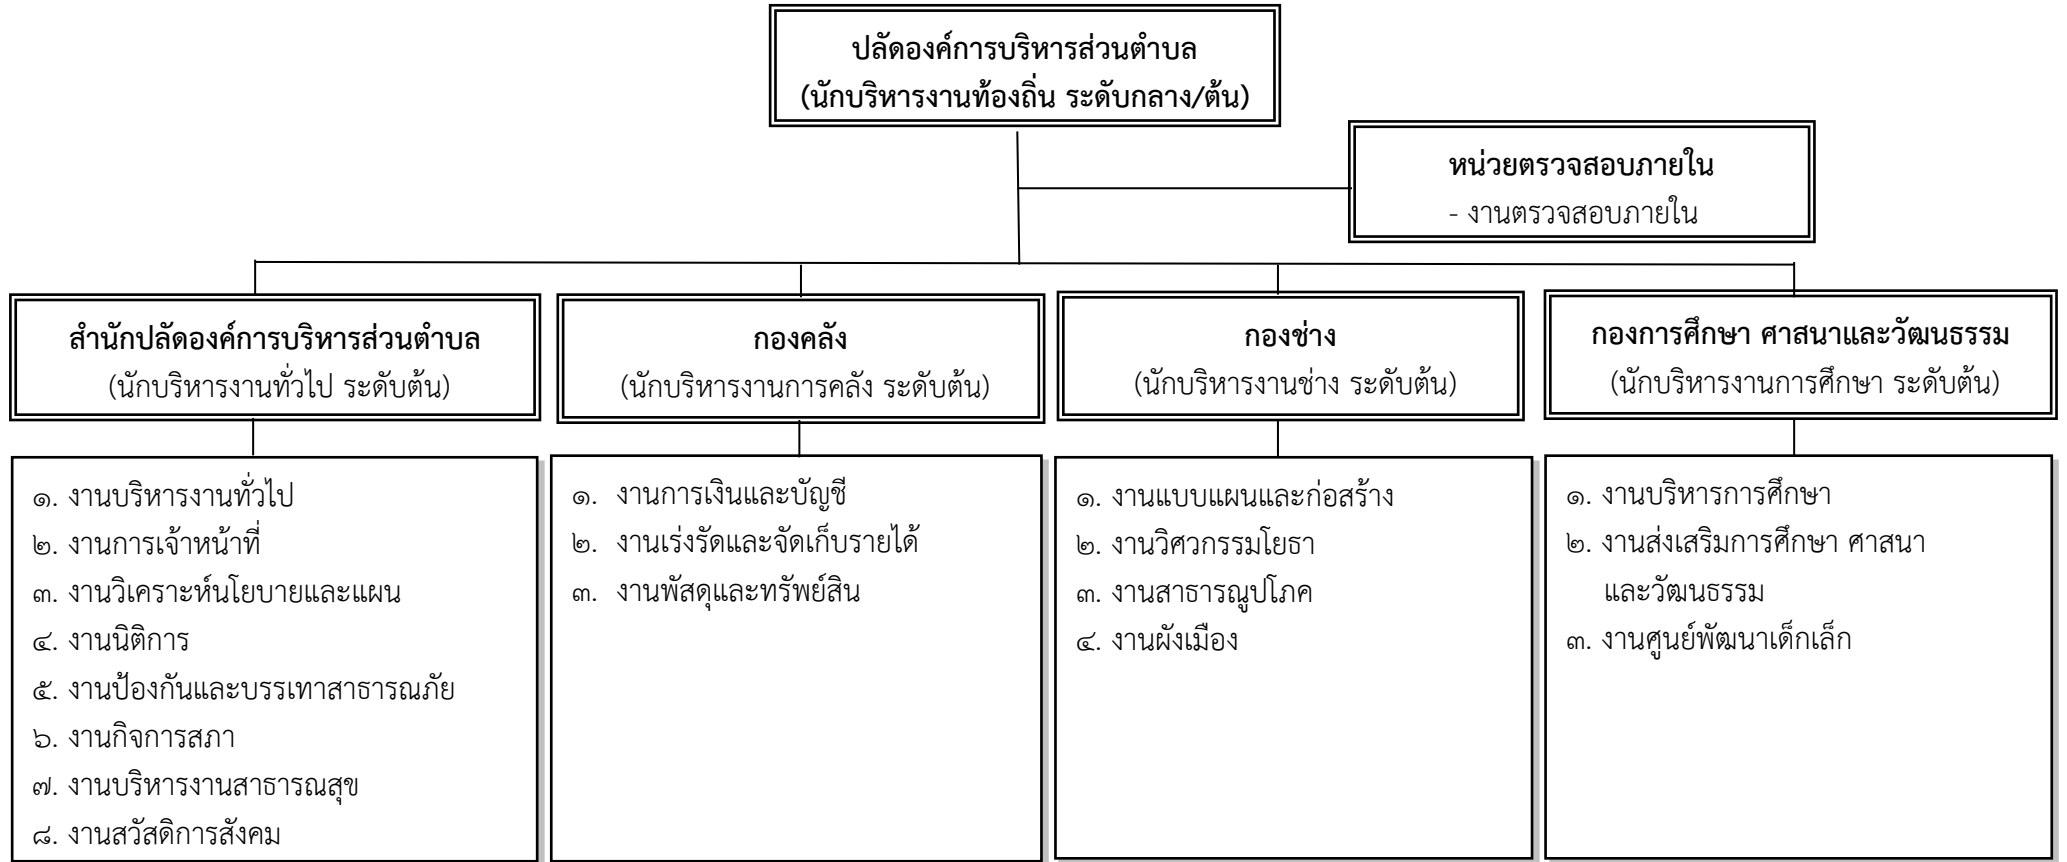 ปลัดองค์การบริหารส่วนตำบล
(นักบริหารงานท้องถิ่น ระดับกลาง/ต้น)
หน่วยตรวจสอบภายใน
- งานตรวจสอบภายใน
สำนักปลัดองค์การบริหารส่วนตำบล
(นักบริหารงานทั่วไป ระดับต้น)
๑. งานบริหารงานทั่วไป
๒. งานการเจ้าหน้าที่
๓. งานวิเคราะห์นโยบายและแผน
๔. งานนิติการ
๕. งานป้องกันและบรรเทาสาธารณภัย
๖. งานกิจการสภา
๗. งานบริหารงานสาธารณสุข
๘. งานสวัสดิการสังคม
กองคลัง
(นักบริหารงานการคลัง ระดับต้น)
๑. งานการเงินและบัญชี
๒. งานเร่งรัดและจัดเก็บรายได้
๓. งานพัสดุและทรัพย์สิน
กองช่าง
(นักบริหารงานช่าง ระดับต้น)
๑. งานแบบแผนและก่อสร้าง
๒. งานวิศวกรรมโยธา
๓. งานสาธารณูปโภค
๔. งานผังเมือง
กองการศึกษา ศาสนาและวัฒนธรรม
(นักบริหารงานการศึกษา ระดับต้น)
๑. งานบริหารการศึกษา
๒. งานส่งเสริมการศึกษา ศาสนา
และวัฒนธรรม
๓. งานศูนย์พัฒนาเด็กเล็ก